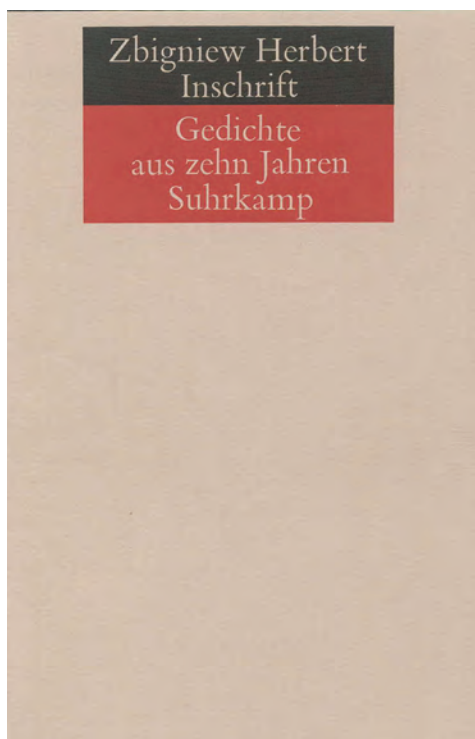 Zbigniew Herbert
Inschrift
Gedichte
aus zehn Jahren
Suhrkamp